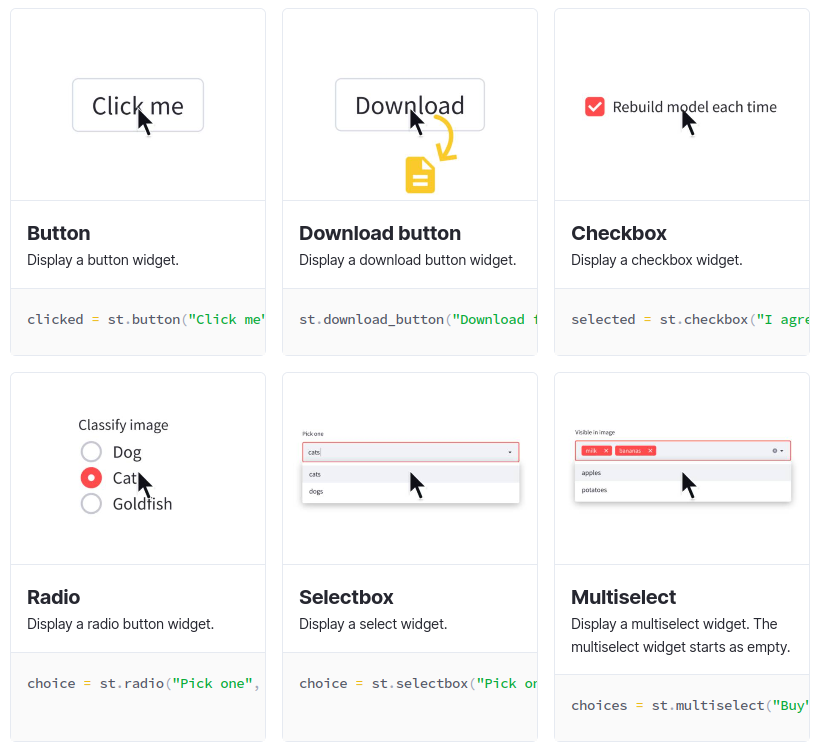 Click me
Download
Rebuild model each time
Button
Download button
Checkbox
Display a button widget.
Display a download button widget.
Display a checkbox widget.
clicked = st.button("Click me"
st.download_button("Download f
selected = st.checkbox("I agre
Classify image
Dog
Cat
Goldfish
Pick one
cats
cats
dogs
Visible in image
milk ×
bananas ×
apples
potatoes
Radio
Selectbox
Multiselect
Display a radio button widget.
Display a select widget.
Display a multiselect widget. The
multiselect widget starts as empty.
choice = st.radio("Pick one",
choice = st.selectbox("Pick on
choices = st.multiselect("Buy"